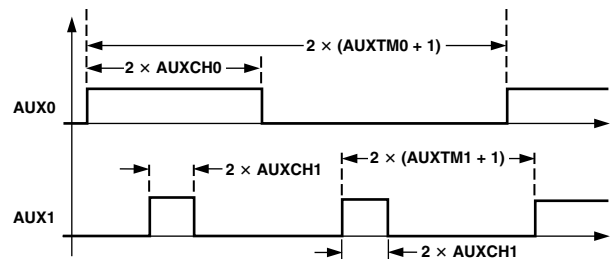 2 × (AUXTM0 + 1)
2 × AUXCH0
AUX0
2 × AUXCH1
2 × (AUXTM1 + 1)
AUX1
2 × AUXCH1